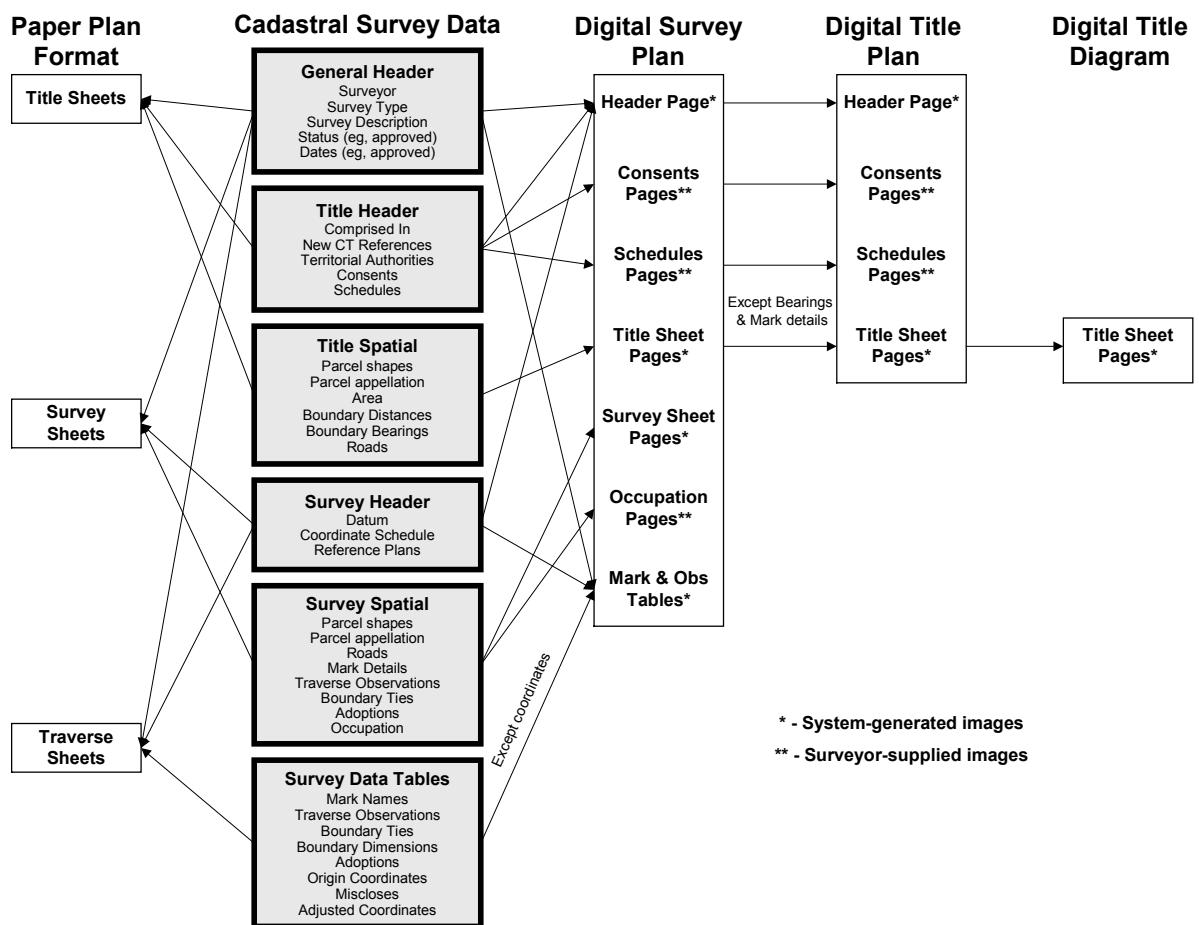 Paper Plan
Format
Title Sheets
Survey
Sheets
Traverse
Sheets
Cadastral Survey Data
General Header
Surveyor
Survey Type
Survey Description
Status (eg, approved)
Dates (eg, approved)
Title Header
Comprised In
New CT References
Territorial Authorities
Consents
Schedules
Title Spatial
Parcel shapes
Parcel appellation
Area
Boundary Distances
Boundary Bearings
Roads
Survey Header
Datum
Coordinate Schedule
Reference Plans
Survey Spatial
Parcel shapes
Parcel appellation
Roads
Mark Details
Traverse Observations
Boundary Ties
Adoptions
Occupation
Survey Data Tables
Mark Names
Traverse Observations
Boundary Ties
Boundary Dimensions
Adoptions
Origin Coordinates
Miscloses
Adjusted Coordinates
Except coordinates
Digital Survey
Plan
Header Page*
Consents
Pages**
Schedules
Pages**
Title Sheet
Pages*
Survey Sheet
Pages*
Occupation
Pages**
Mark & Obs
Tables*
Except Bearings
& Mark details
Digital Title
Plan
Header Page*
Consents
Pages**
Schedules
Pages**
Title Sheet
Pages*
Digital Title
Diagram
Title Sheet
Pages*
* - System-generated images
** - Surveyor-supplied images